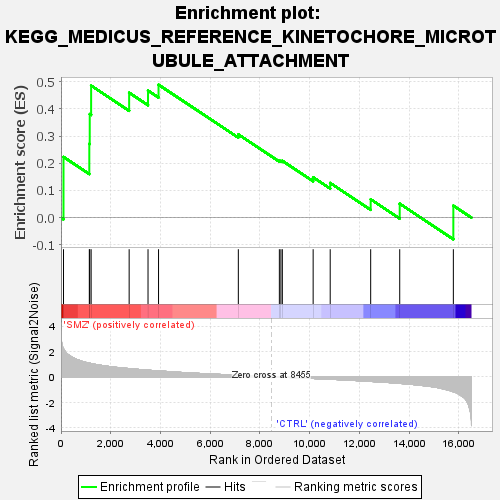 Enrichment plot:
KEGG_MEDICUS_REFERENCE_KINETOCHORE_MICROT
UBULE_ATTACHMENT
Enrichment score (ES)
0.5
0.4
0.3
0.2
0.1
0.0
-0.1
Ranked list metric (Signal2Noise)
4
2
0
-2
-4
'SMZ' (positively correlated)
Zero cross at 8455
'CTRL' (negatively correlated)
0 2,000 4,000 6,000 8,000 10,000 12,000 14,000 16,000
Rank in Ordered Dataset
Enrichment profile Hits Ranking metric scores